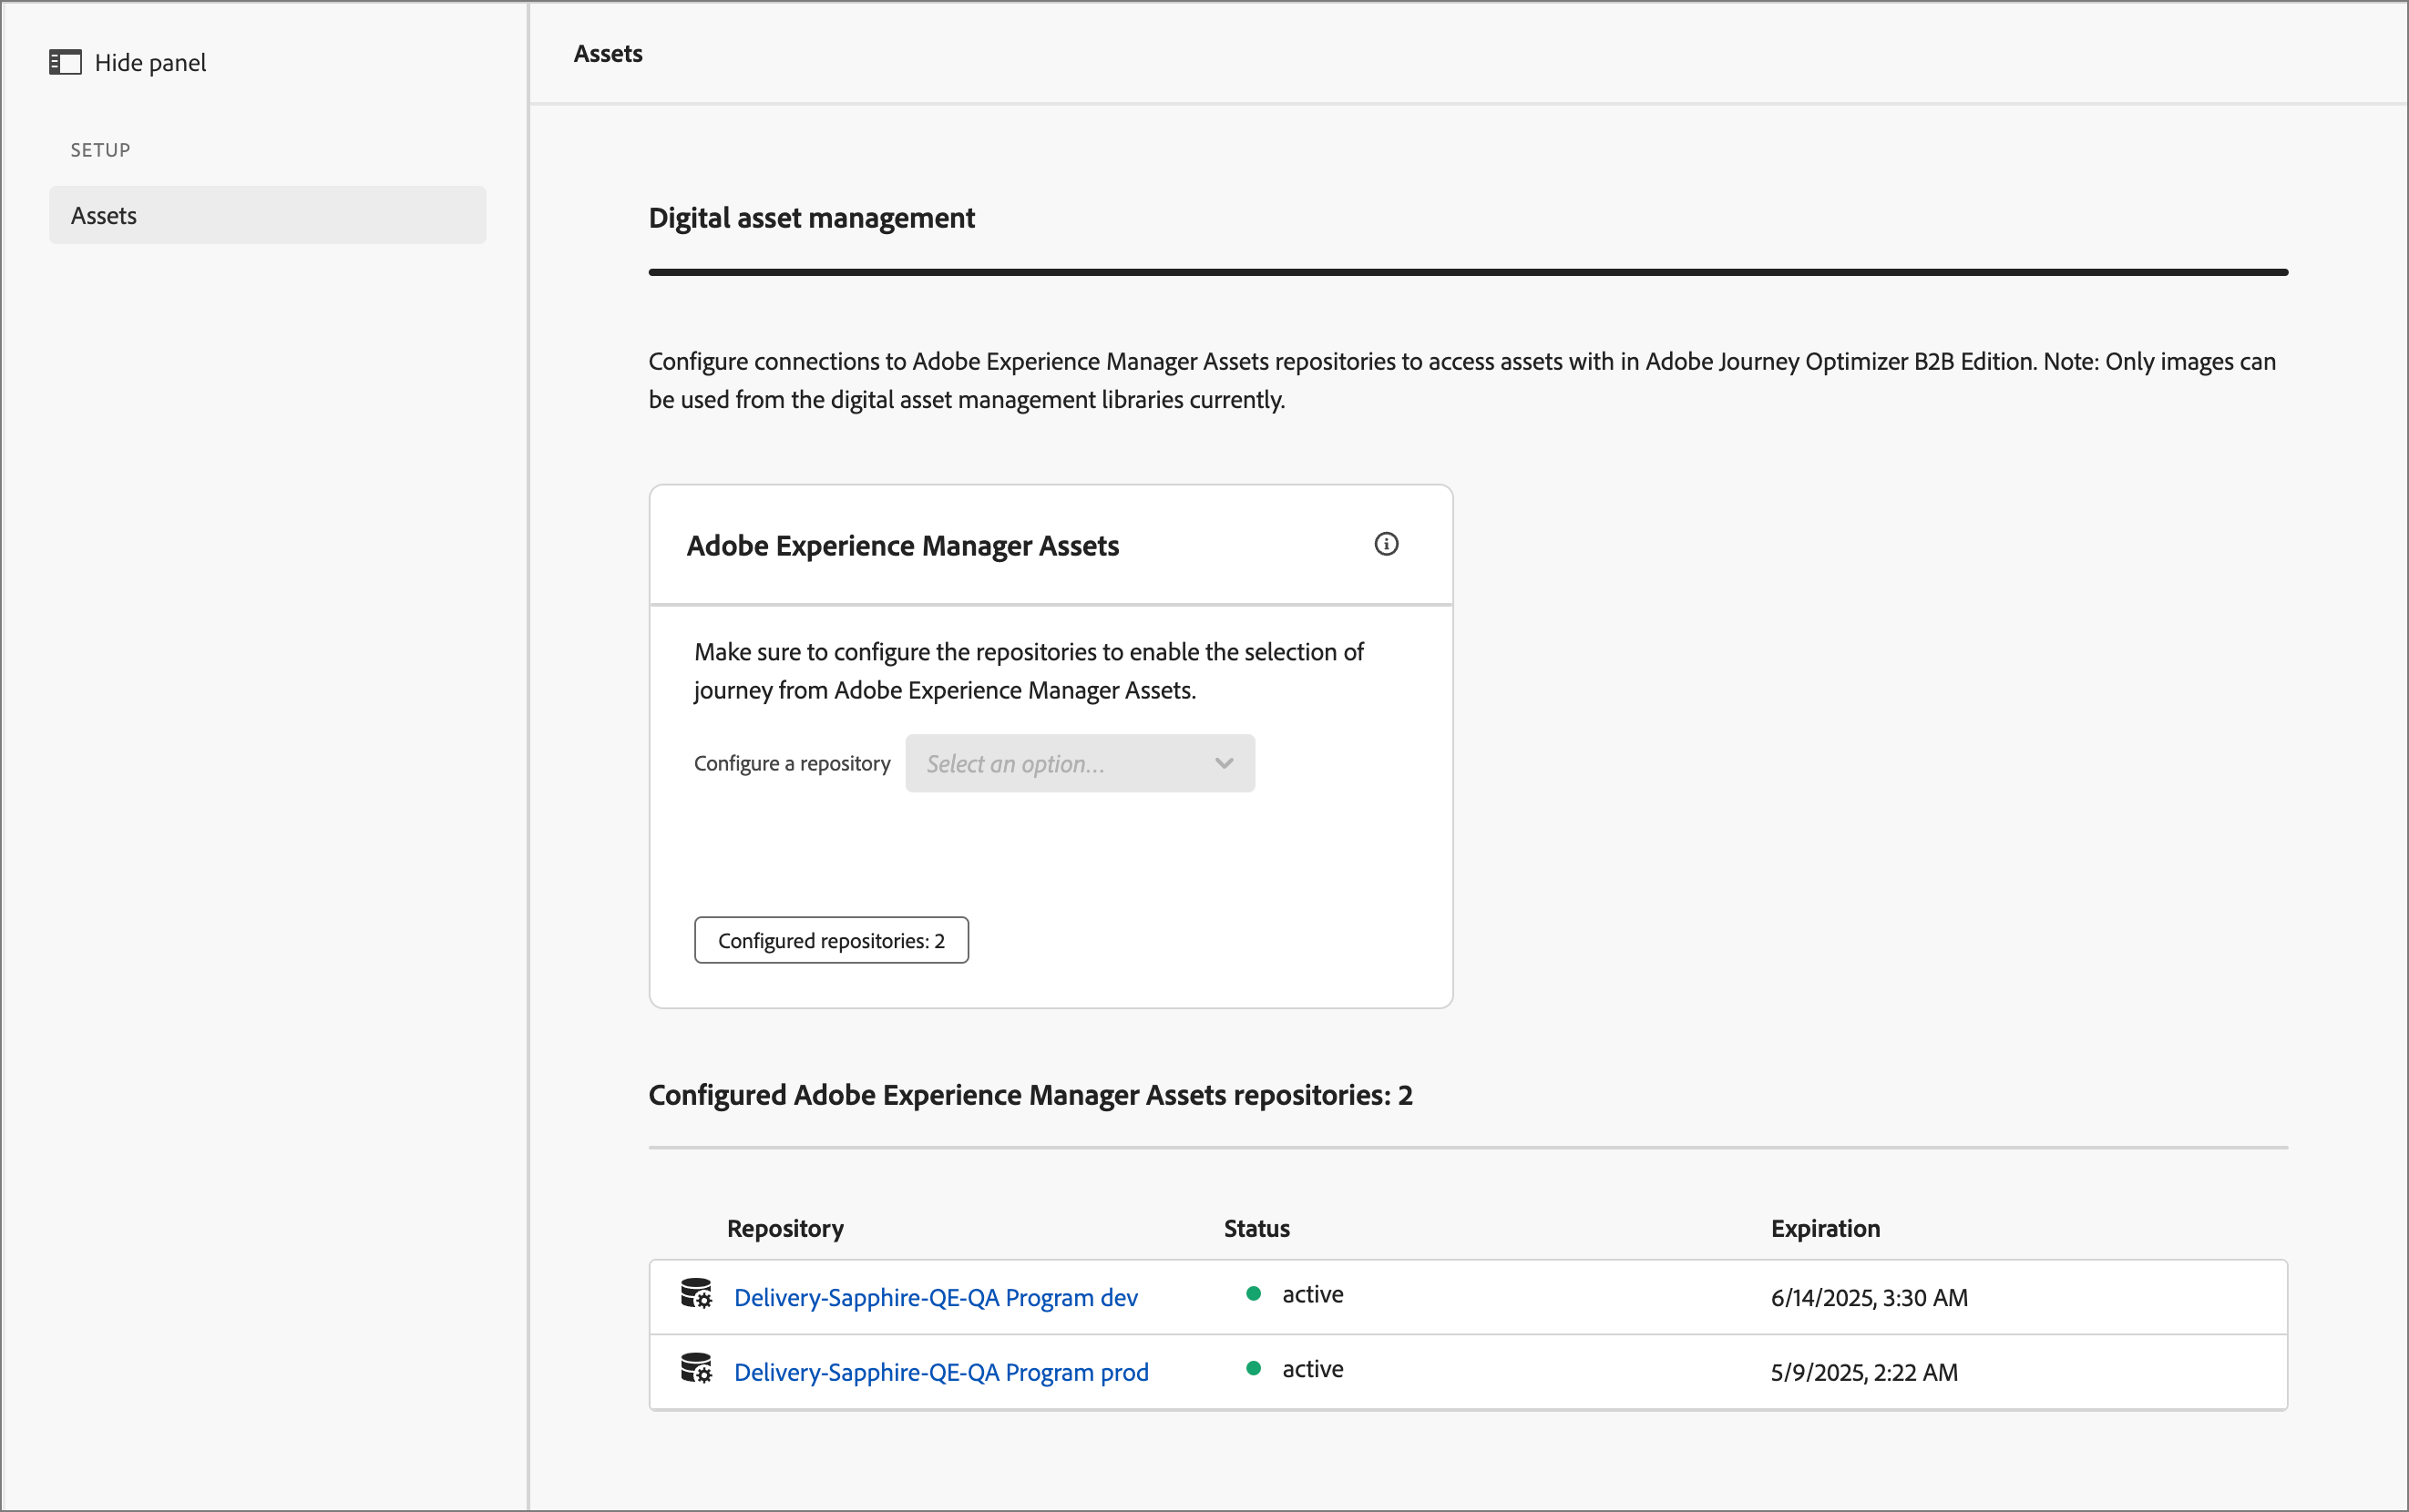 Hide panel
SETUP
Assets
Assets
Digital asset management
Configure connections to Adobe Experience Manager Assets repositories to access assets with in Adobe Journey Optimizer B2B Edition. Note: Only images can
be used from the digital asset management libraries currently.
Adobe Experience Manager Assets
Make sure to configure the repositories to enable the selection of
journey from Adobe Experience Manager Assets.
Configure a repository Select an option...
Configured repositories: 2
Configured Adobe Experience Manager Assets repositories: 2
Repository Status Expiration
Delivery-Sapphire-QE-QA Program dev active 6/14/2025, 3:30 AM
Delivery-Sapphire-QE-QA Program prod active 5/9/2025, 2:22 AM